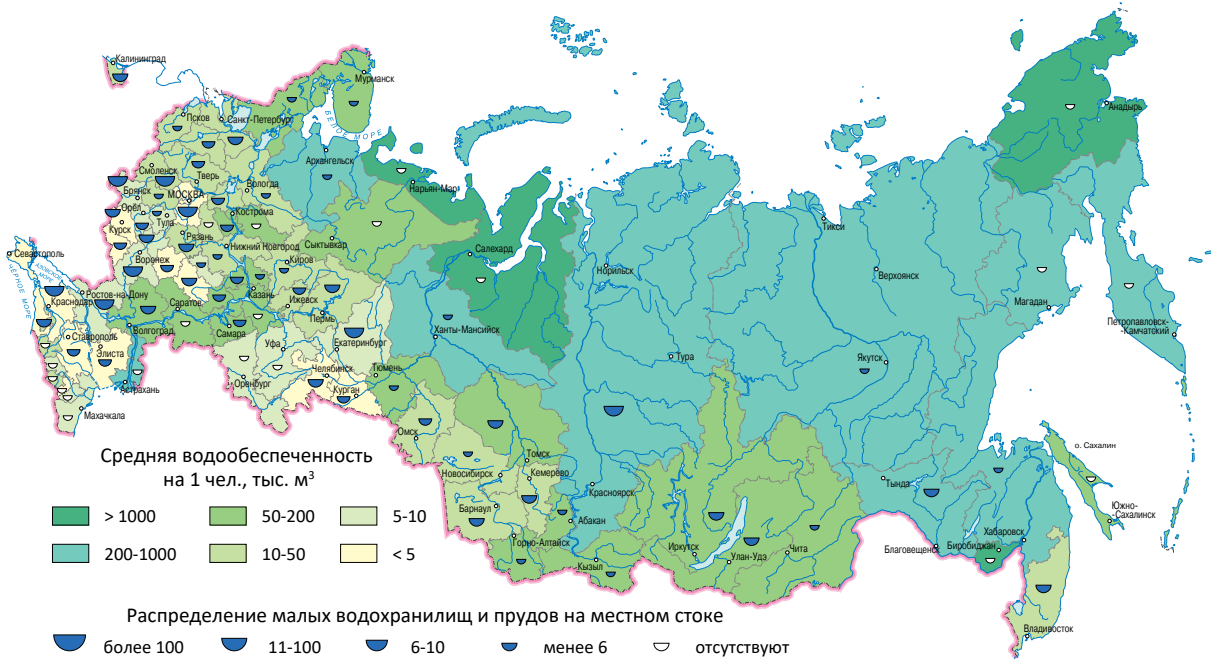 Калининград
Мурманск
Псков
Санкт-Петербург
БЕЛОЕ МОРЕ
Анадырь
Архангельск
Смоленск
Тверь
Вологда
Нарьян-Мар
Брянск
МОСКВА
Орёл
Тула
Кострома
Курск
Рязань
Нижний Новгород
Сыктывкар
Салехард
Тикси
Севастополь
Воронеж
Киров
Норильск
Верхоянск
АЗОВСКОЕ МОРЕ
ЧЁРНОЕ МОРЕ
Ростов-на-Дону
Казань
Ижевск
Магадан
Краснодар
Саратов
Пермь
Волгоград
Самара
Ханты-Мансийск
Петропавловск-
-Камчатский
Ставрополь
Уфа
Екатеринбург
Тура
Якутск
Элиста
Челябинск
Тюмень
Астрахань
Оренбург
Курган
Махачкала
Омск
о. Сахалин
Средняя водообеспеченность
на 1 чел., тыс. м³
Томск
Новосибирск
Кемерово
Красноярск
Тында
> 1000
50-200
5-10
Барнаул
Абакан
Южно-
-Сахалинск
200-1000
10-50
< 5
Горно-Алтайск
Кызыл
Иркутск
Улан-Удэ
Чита
Благовещенск
Биробиджан
Хабаровск
Распределение малых водохранилищ и прудов на местном стоке
Владивосток
более 100
11-100
6-10
менее 6
отсутствуют